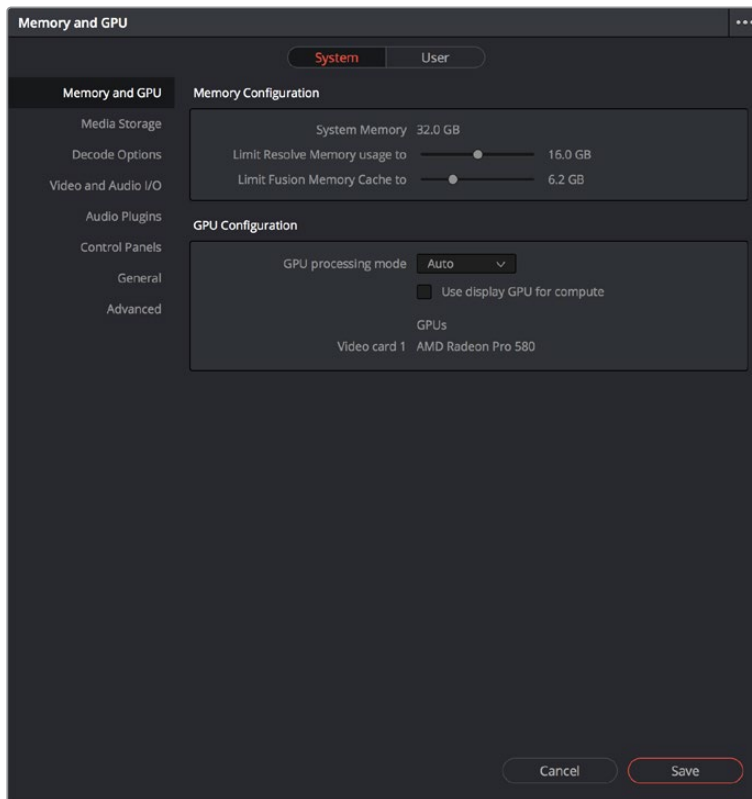 Memory and GPU
System User
Memory and GPU
Media Storage
Decode Options
Video and Audio I/O
Audio Plugins
Control Panels
General
Advanced
Memory Configuration
System Memory 32.0 GB
Limit Resolve Memory usage to 16.0 GB
Limit Fusion Memory Cache to 6.2 GB
GPU Configuration
GPU processing mode Auto
Use display GPU for compute
GPUs
Video card 1 AMD Radeon Pro 580
Cancel Save